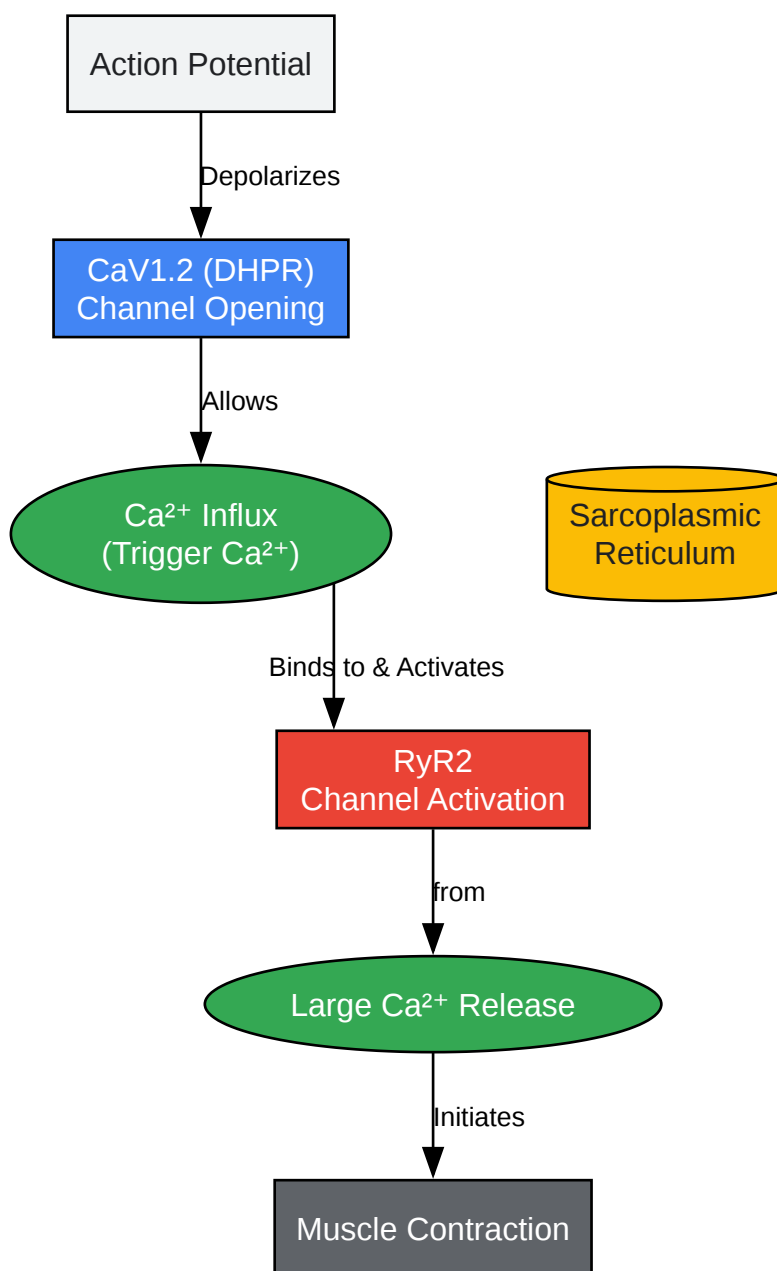 Action Potential
Depolarizes
CaV1.2 (DHPR)
Channel Opening
Allows
Ca²⁺ Influx
(Trigger Ca²⁺)
Sarcoplasmic
Reticulum
Binds to & Activates
RyR2
Channel Activation
from
Large Ca²⁺ Release
Initiates
Muscle Contraction